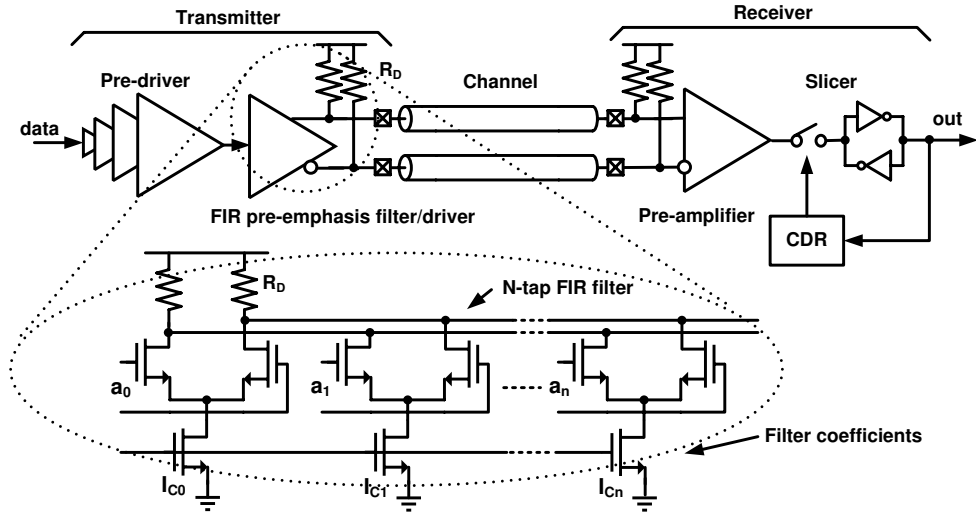 Transmitter
Receiver
Pre-driver
R_D
Channel
Slicer
data
out
FIR pre-emphasis filter/driver
Pre-amplifier
CDR
R_D
N-tap FIR filter
a_0
a_1
a_n
Filter coefficients
I_C0
I_C1
I_Cn